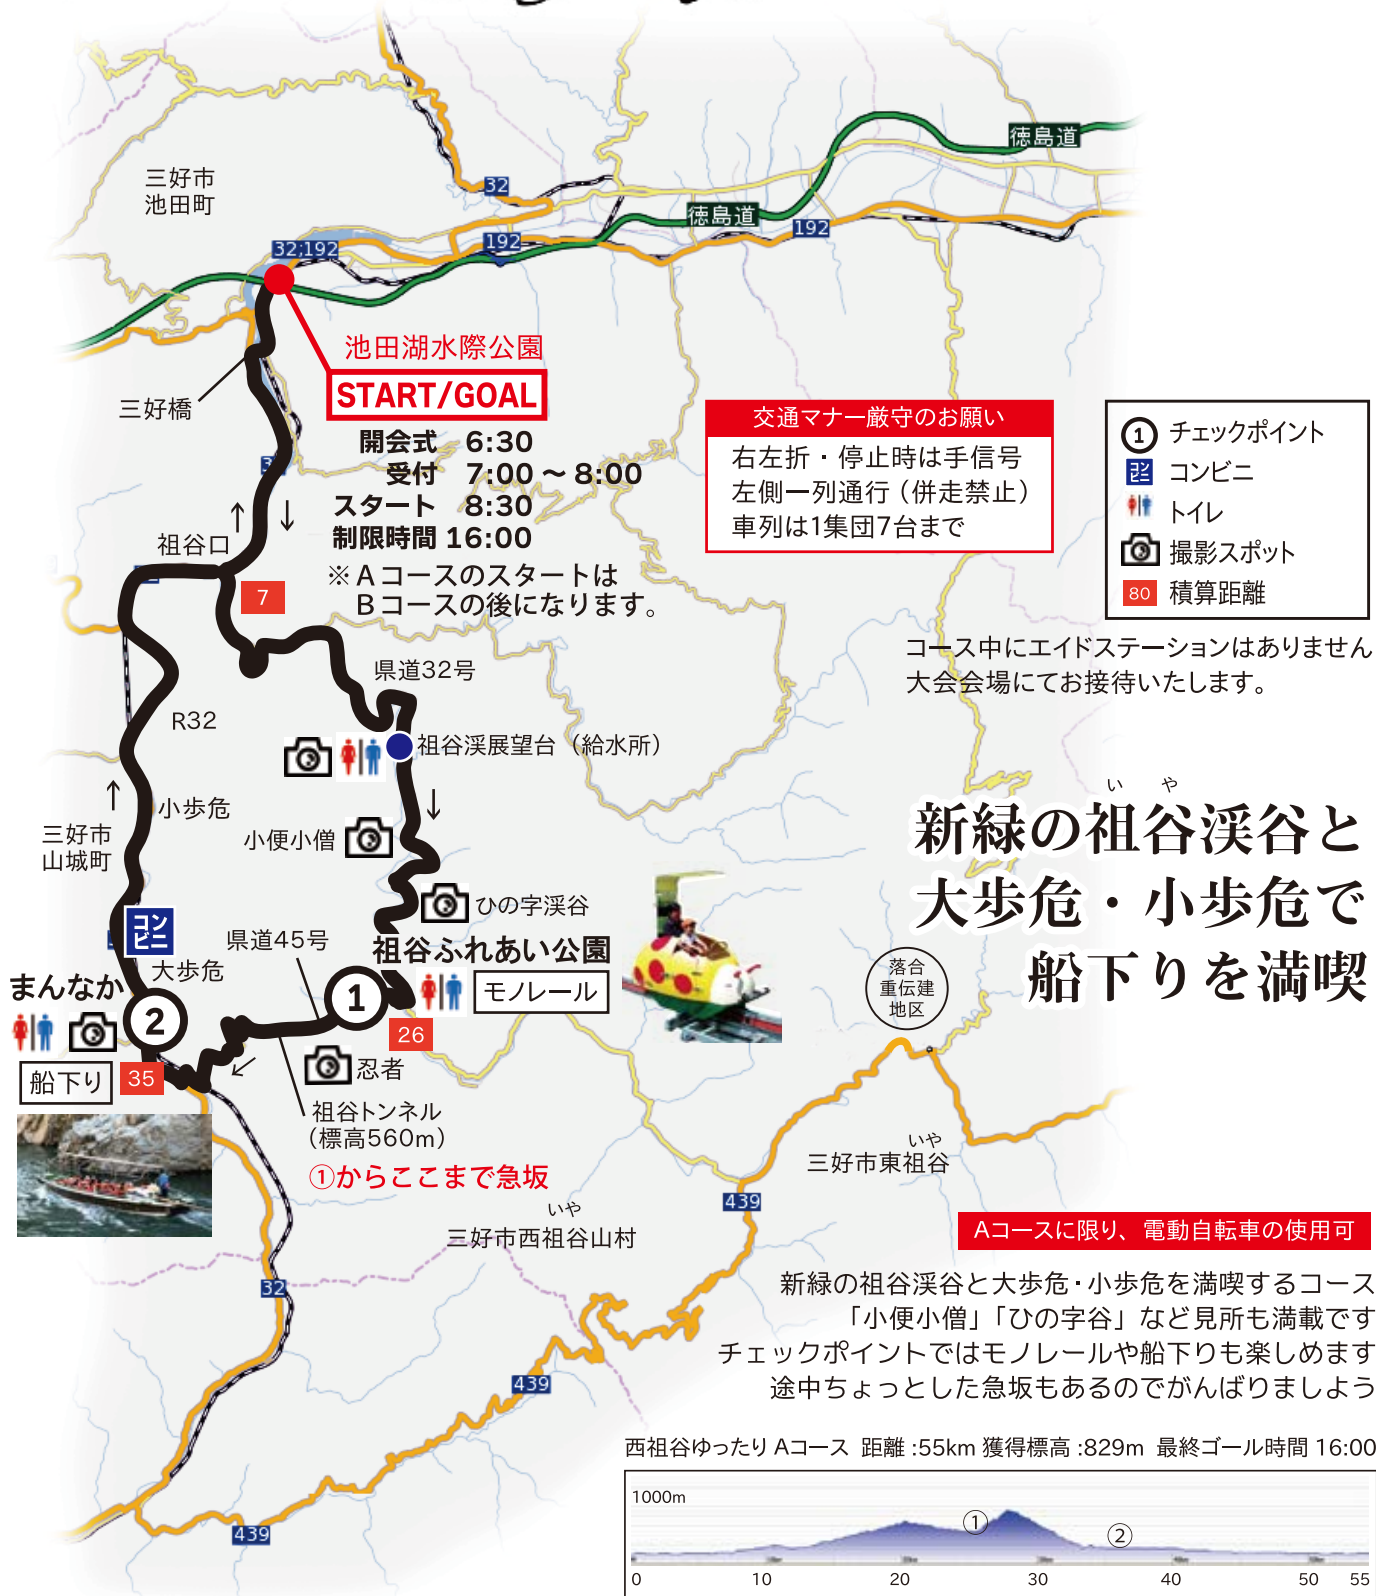 徳島道
三好市
池田町
32
徳島道
192
192
32;192
池田湖水際公園
START/GOAL
三好橋
開会式 6:30
受付 7:00 ～ 8:00
スタート 8:30
制限時間 16:00
※Aコースのスタートは
Bコースの後になります。
交通マナー厳守のお願い
右左折・停止時は手信号
左側一列通行（併走禁止）
車列は1集団7台まで
1 チェックポイント
コンビニ コンビニ
トイレ
撮影スポット
80 積算距離
コース中にエイドステーションはありません
大会会場にてお接待いたします。
↑ ↓
祖谷口
7
県道32号
R32
祖谷渓展望台（給水所）
↑
↓
小歩危
三好市
山城町
小便小僧
い や
新緑の祖谷渓谷と
大歩危・小歩危で
船下りを満喫
コンビニ
ひの字渓谷
県道45号
祖谷ふれあい公園
大歩危
まんなか
1
モノレール
2
26
落合
重伝建
地区
船下り
35
↙
忍者
祖谷トンネル
（標高560m）
①からここまで急坂
いや
三好市東祖谷
439
いや
三好市西祖谷山村
Aコースに限り、電動自転車の使用可
32
新緑の祖谷渓谷と大歩危・小歩危を満喫するコース
「小便小僧」「ひの字谷」など見所も満載です
チェックポイントではモノレールや船下りも楽しめます
途中ちょっとした急坂もあるのでがんばりましよう
439
西祖谷ゆったり Aコース 距離 :55km 獲得標高 :829m 最終ゴール時間 16:00
1000m
① ②
439
0 10 20 30 40 50 55